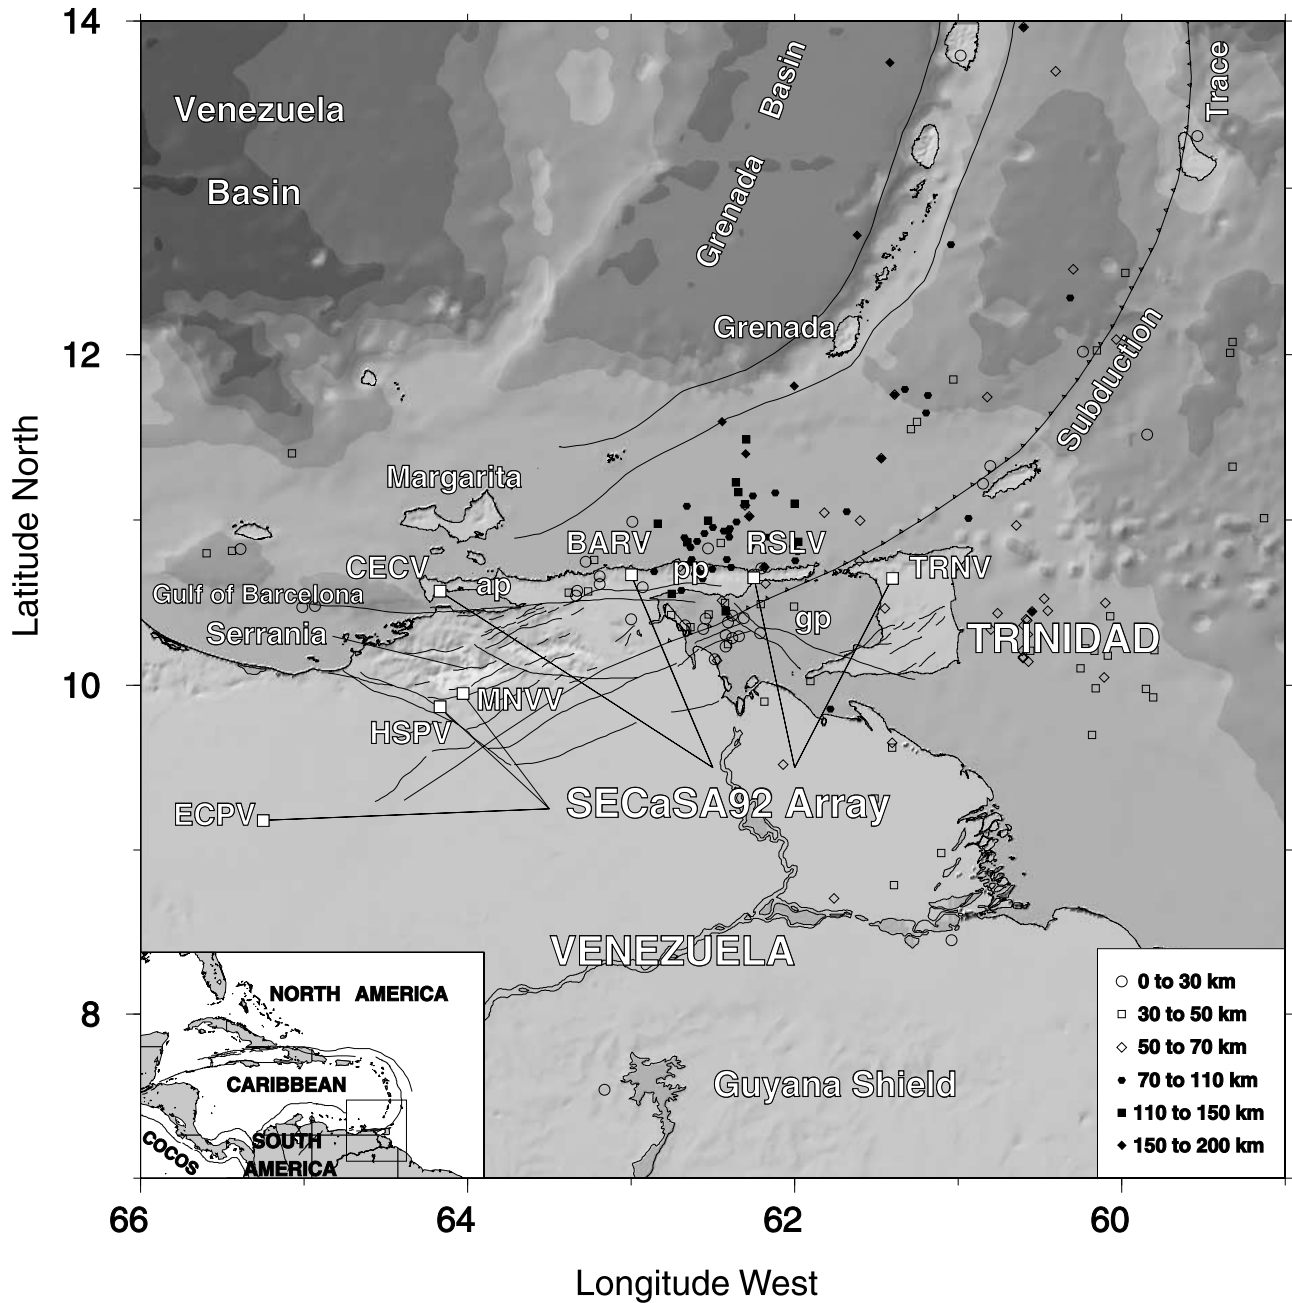 14
12
10
8
Latitude North
Venezuela
Basin
Grenada Basin
Trace
Subduction
Grenada
Margarita
BARV
RSLV
CECV
TRNV
ap
pp
gp
Gulf of Barcelona
Serrania
TRINIDAD
MNVV
HSPV
ECPV
SECaSA92 Array
VENEZUELA
Guyana Shield
NORTH AMERICA
CARIBBEAN
COCOS
SOUTH
AMERICA
0 to 30 km
30 to 50 km
50 to 70 km
70 to 110 km
110 to 150 km
150 to 200 km
66
64
62
60
Longitude West